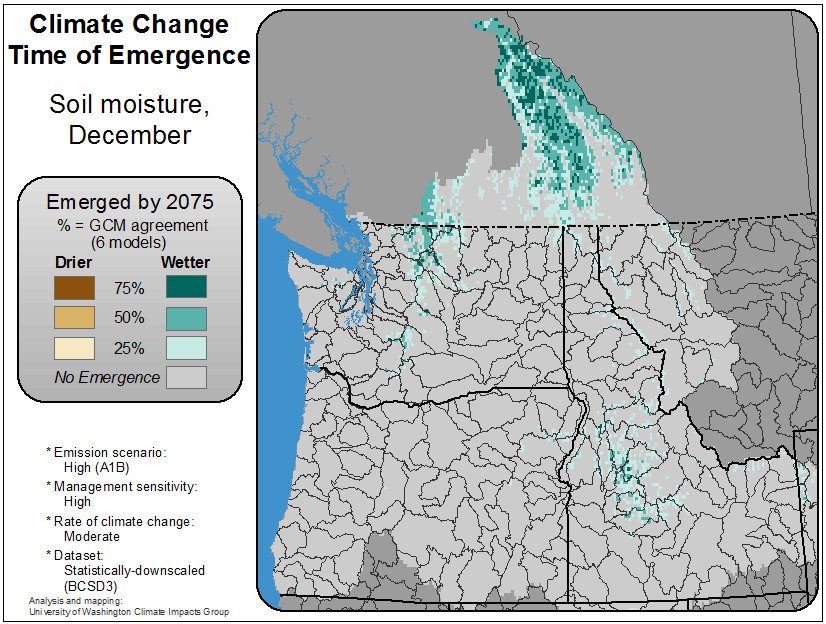 Climate Change
Time of Emergence
Soil moisture,
December
Emerged by 2075
% = GCM agreement
(6 models)
Drier Wetter
75%
50%
25%
No Emergence
* Emission scenario:
High (A1B)
* Management sensitivity:
High
* Rate of climate change:
Moderate
* Dataset:
Statistically-downscaled
(BCSD3)
Analysis and mapping:
University of Washington Climate Impacts Group